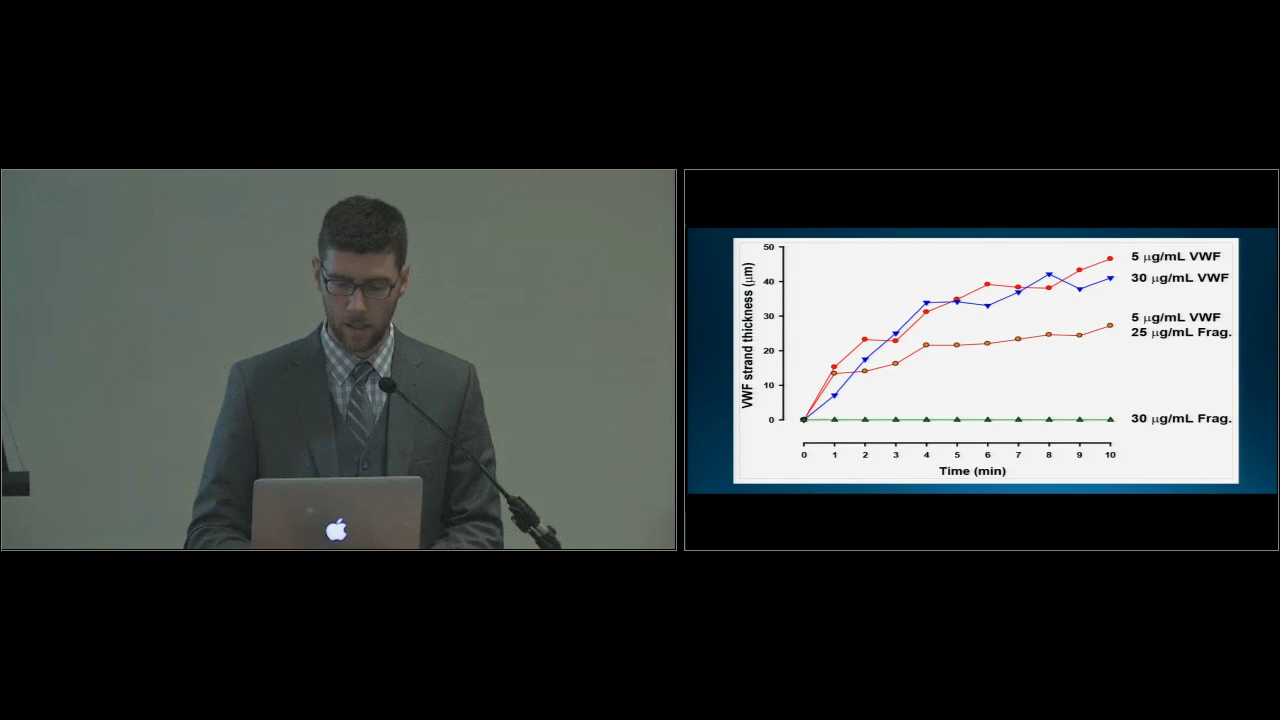 VWF strand thickness (μm)
50
40
30
20
10
0
5 μg/mL VWF
30 μg/mL VWF
5 μg/mL VWF
25 μg/mL Frag.
30 μg/mL Frag.
0 1 2 3 4 5 6 7 8 9 10
Time (min)